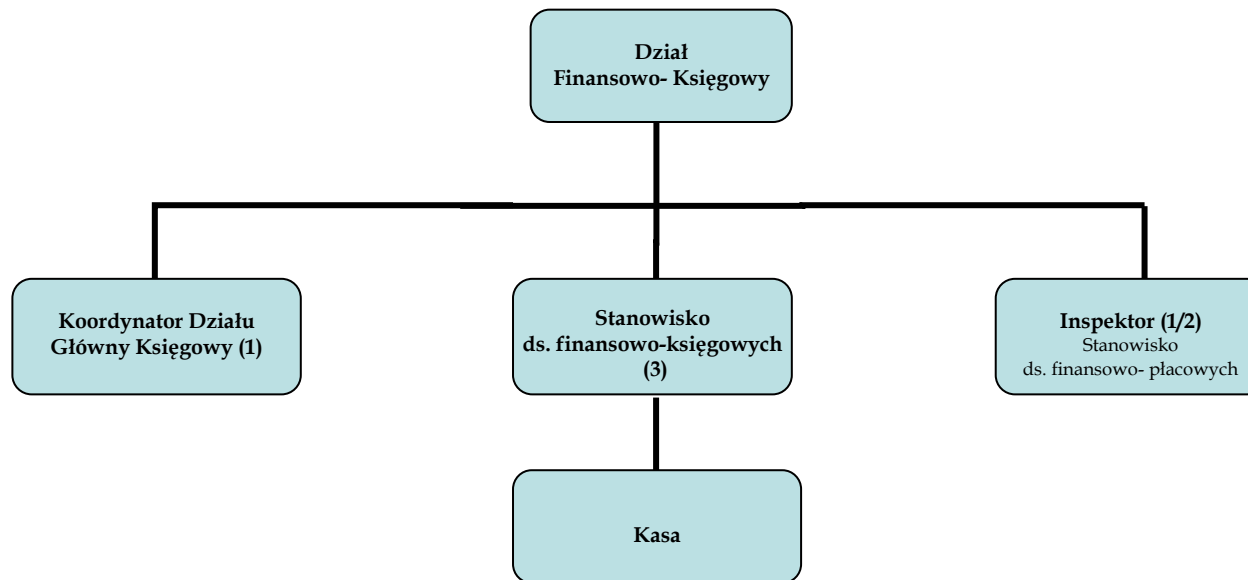 Dział
Finansowo- Księgowy
Koordynator Działu
Główny Księgowy (1)
Stanowisko
ds. finansowo-księgowych
(3)
Inspektor (1/2)
Stanowisko
ds. finansowo- płacowych
Kasa